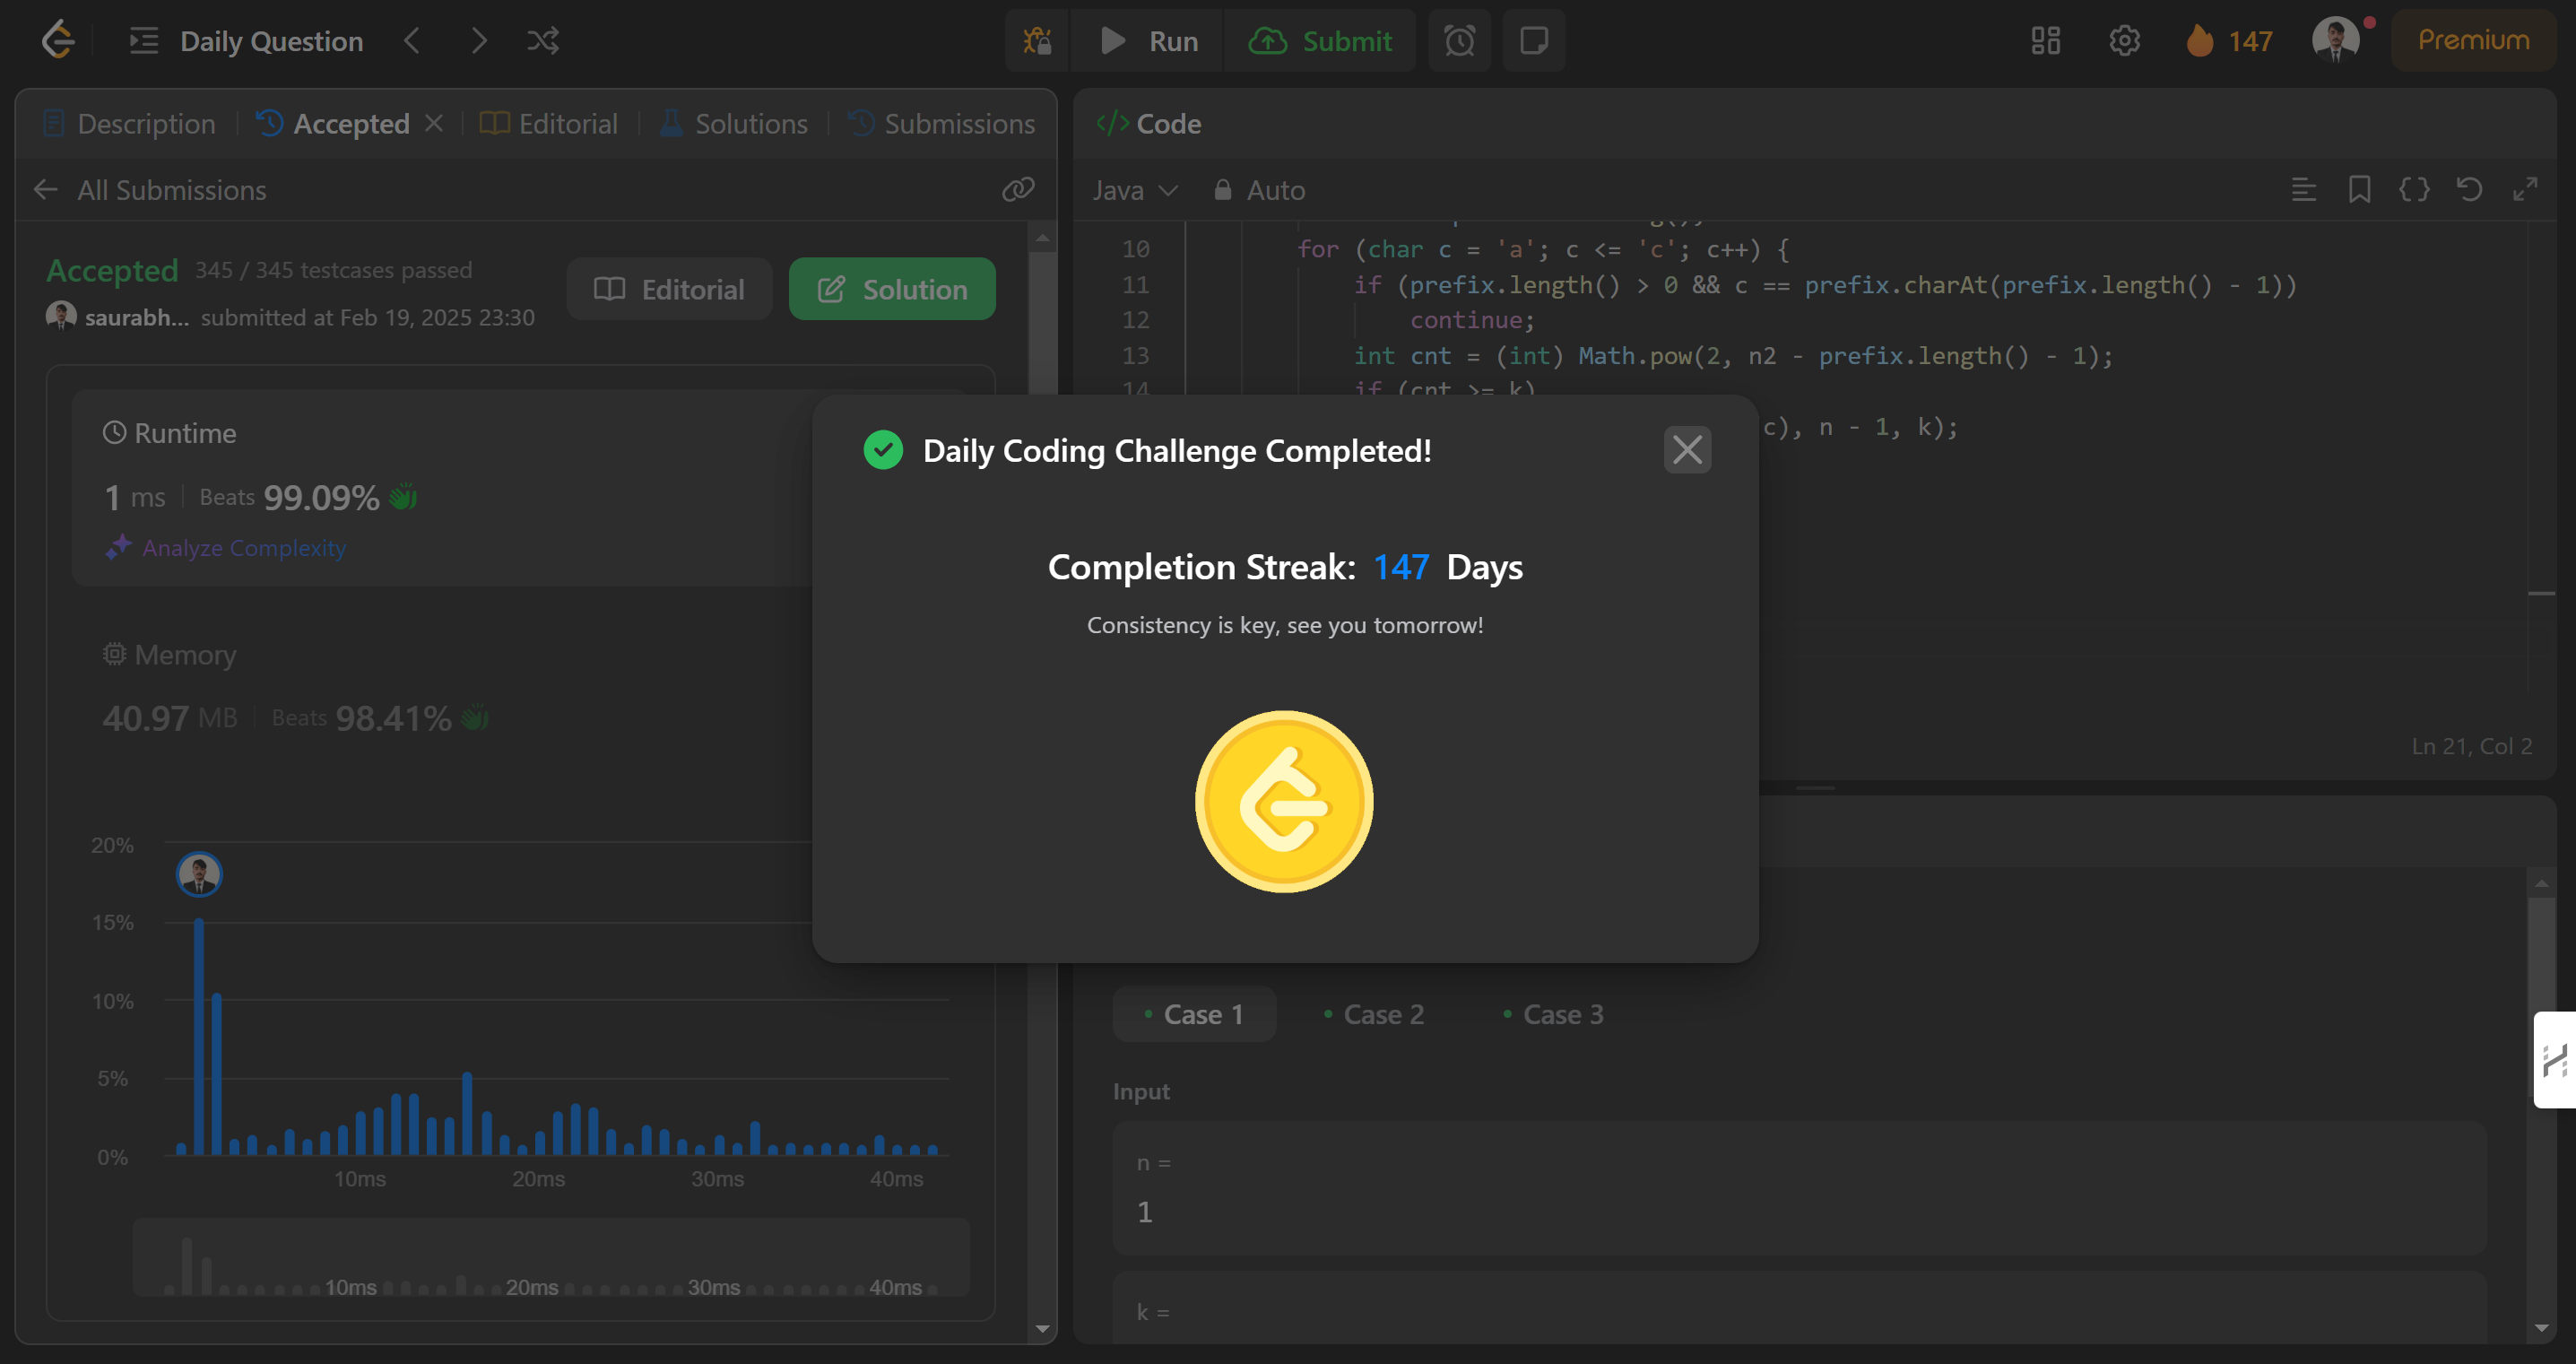 Daily Question
Run
Submit
147
Premium
Description
Accepted
Editorial
Solutions
Submissions
All Submissions
Accepted 345 / 345 testcases passed
saurabh... submitted at Feb 19, 2025 23:30
Editorial
Solution
Runtime
1 ms Beats 99.09%
Analyze Complexity
Memory
40.97 MB Beats 98.41%
20%
15%
10%
5%
0%
10ms 20ms 30ms 40ms
10ms 20ms 30ms 40ms
</> Code
Java Auto
10 for (char c = 'a'; c <= 'c'; c++) {
11 if (prefix.length() > 0 && c == prefix.charAt(prefix.length() - 1))
12 continue;
13 int cnt = (int) Math.pow(2, n2 - prefix.length() - 1);
14 if (cnt >= k)
c), n - 1, k);
Daily Coding Challenge Completed!
Completion Streak: 147 Days
Consistency is key, see you tomorrow!
Ln 21, Col 2
Case 1
Case 2
Case 3
Input
n =
1
k =